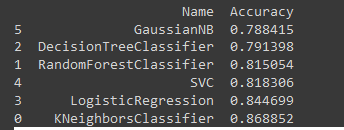 Name Accuracy
5 GaussianNB 0.788415
2 DecisionTreeClassifier 0.791398
1 RandomForestClassifier 0.815054
4 SVC 0.818306
3 LogisticRegression 0.844699
0 KNeighborsClassifier 0.868852